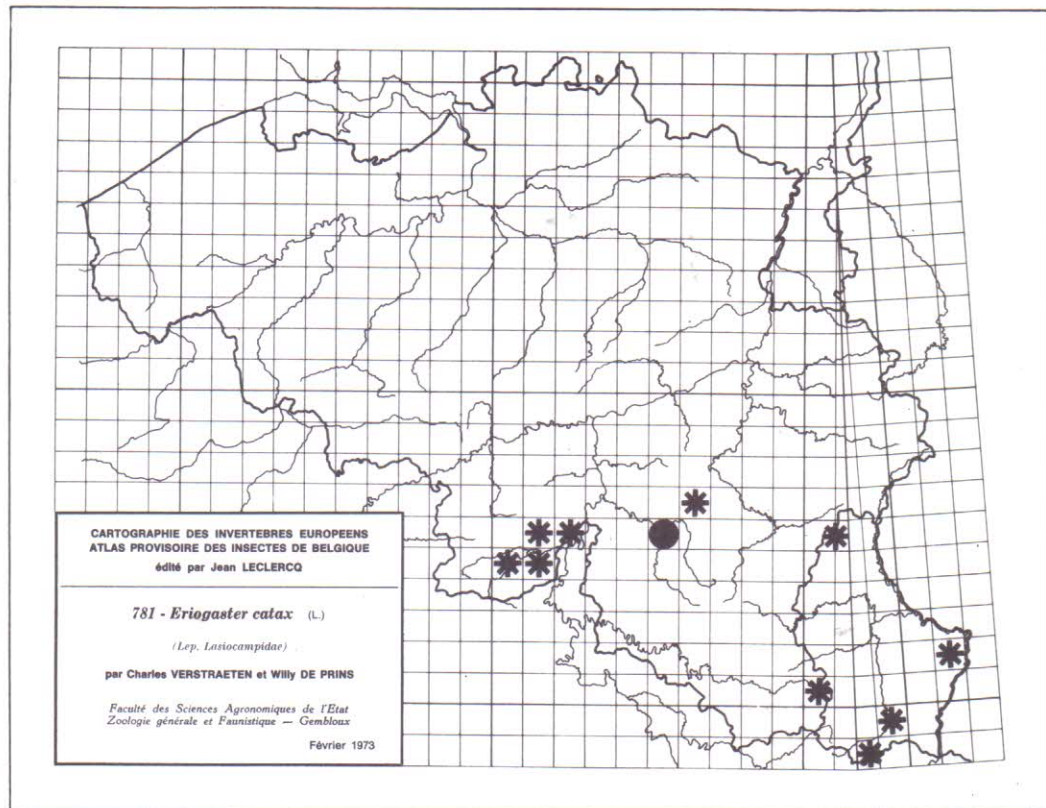 CARTOGRAPHIE DES INVERTEBRES EUROPEENS
ATLAS PROVISOIRE DES INSECTES DE BELGIQUE
édité par Jean LECLERCQ
781 - Eriogaster catax (L.)
(Lep. Lasiocampidae)
par Charles VERSTRAETEN et Willy DE PRINS
Faculté des Sciences Agronomiques de l'Etat
Zoologie générale et Faunistique — Gembloux
Février 1973